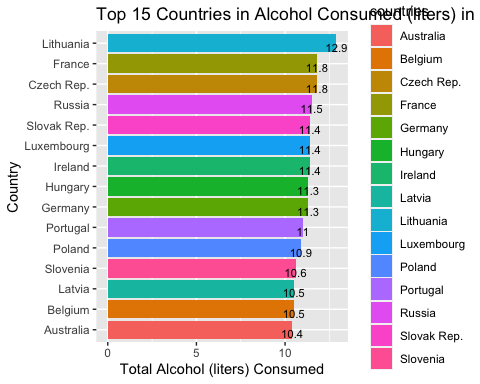 Top 15 Countries in Alcohol Consumed (liters) in
countries
Country
Lithuania 12.9
France 11.8
Czech Rep. 11.8
Russia 11.5
Slovak Rep. 11.4
Luxembourg 11.4
Ireland 11.4
Hungary 11.3
Germany 11.3
Portugal 11
Poland 10.9
Slovenia 10.6
Latvia 10.5
Belgium 10.5
Australia 10.4
0 5 10
Total Alcohol (liters) Consumed
Australia
Belgium
Czech Rep.
France
Germany
Hungary
Ireland
Latvia
Lithuania
Luxembourg
Poland
Portugal
Russia
Slovak Rep.
Slovenia